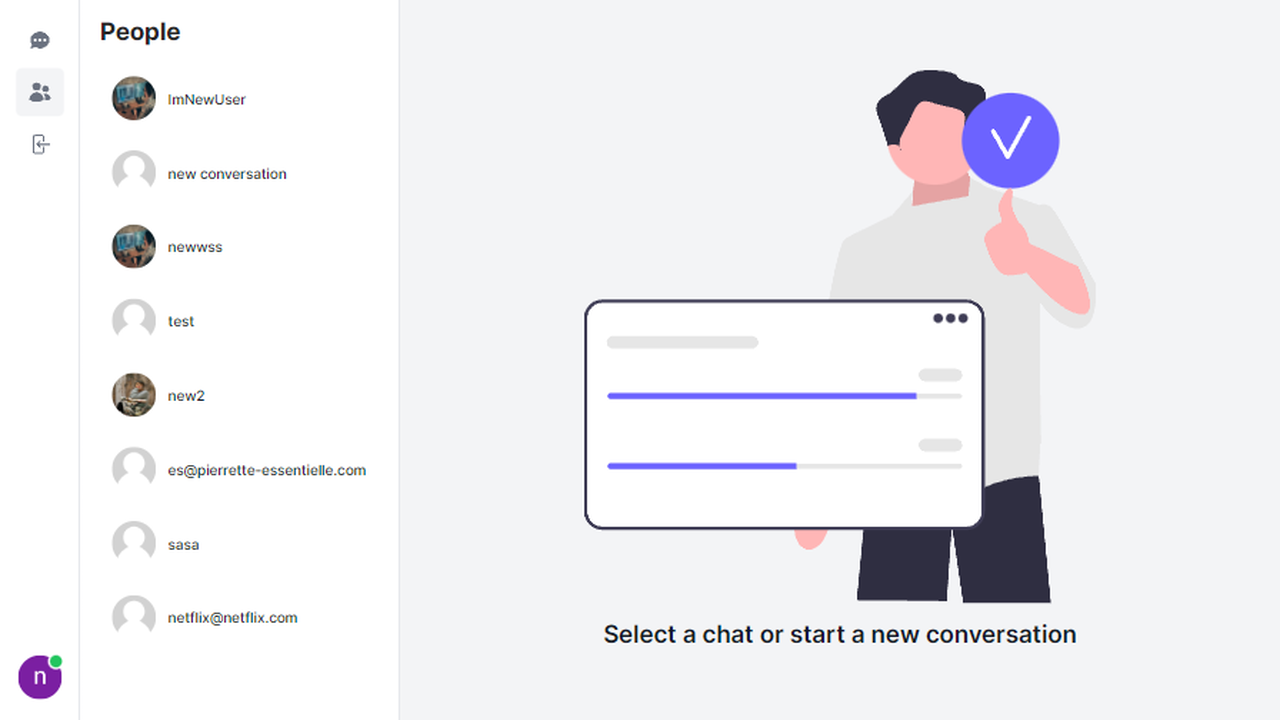 People
ImNewUser
new conversation
newwss
test
new2
es@pierrette-essentielle.com
sasa
netflix@netflix.com
n
Select a chat or start a new conversation